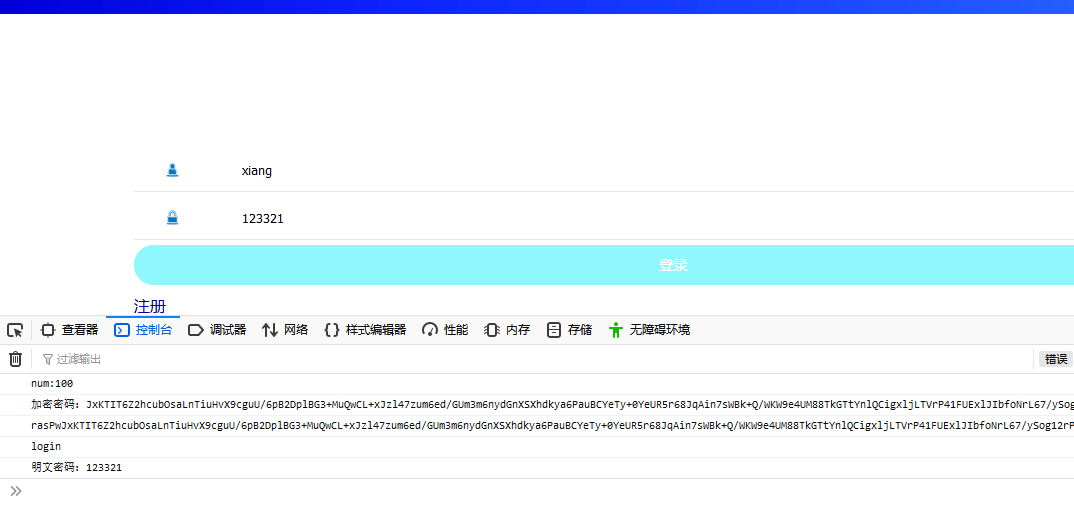 xiang
123321
登录
注册
查看器 控制台 调试器 网络 样式编辑器 性能 内存 存储 无障碍环境
过滤输出 错误
num:100
加密密码：JxKTIT6Z2hcubOsaLnTiuHvX9cguU/6pB2DplBG3+MuQwCL+xJzl47zum6ed/GUm3m6nydGnXSXhdkya6PauBCYeTy+0YeUR5r68JqAin7sWBk+Q/WKW9e4UM88TkGTtYnlQCigxljLTVrP41FUExlJIbfoNrL67/ySog
rasPwJxKTIT6Z2hcubOsaLnTiuHvX9cguU/6pB2DplBG3+MuQwCL+xJzl47zum6ed/GUm3m6nydGnXSXhdkya6PauBCYeTy+0YeUR5r68JqAin7sWBk+Q/WKW9e4UM88TkGTtYnlQCigxljLTVrP41FUExlJIbfoNrL67/ySog12rP
login
明文密码：123321